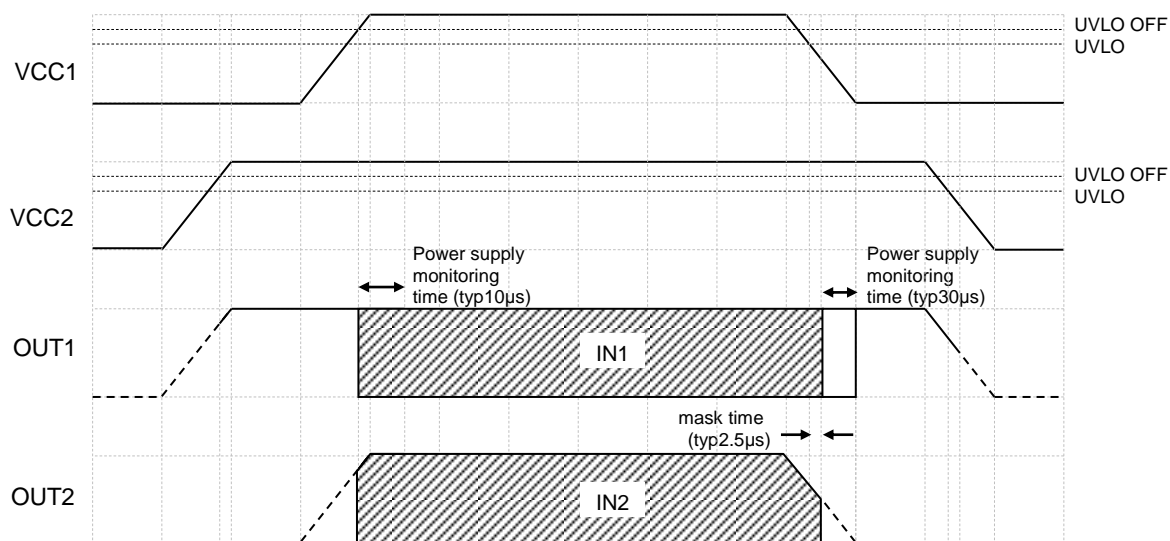 UVLO OFF
UVLO
VCC1
UVLO OFF
UVLO
VCC2
Power supply
monitoring
time (typ10µs)
Power supply
monitoring
time (typ30µs)
OUT1
IN1
mask time
(typ2.5µs)
OUT2
IN2